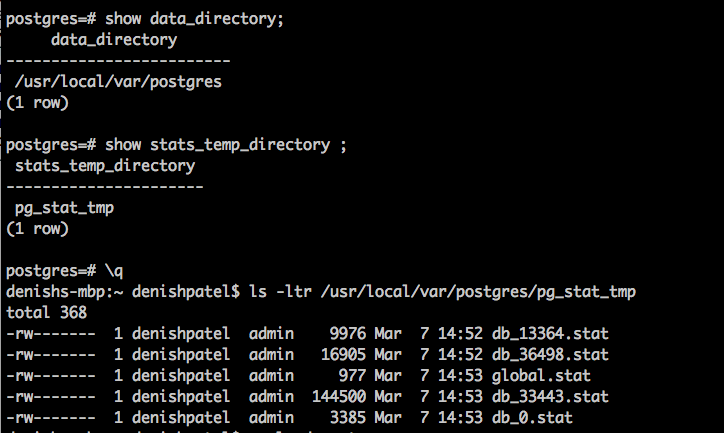 postgres=# show data_directory;
data_directory
--------------------------
/usr/local/var/postgres
(1 row)
postgres=# show stats_temp_directory ;
stats_temp_directory
----------------------
pg_stat_tmp
(1 row)
postgres=# \q
denishs-mbp:~ denishpatel$ ls -ltr /usr/local/var/postgres/pg_stat_tmp
total 368
-rw------- 1 denishpatel admin 9976 Mar 7 14:52 db_13364.stat
-rw------- 1 denishpatel admin 16905 Mar 7 14:52 db_36498.stat
-rw------- 1 denishpatel admin 977 Mar 7 14:53 global.stat
-rw------- 1 denishpatel admin 144500 Mar 7 14:53 db_33443.stat
-rw------- 1 denishpatel admin 3385 Mar 7 14:53 db_0.stat